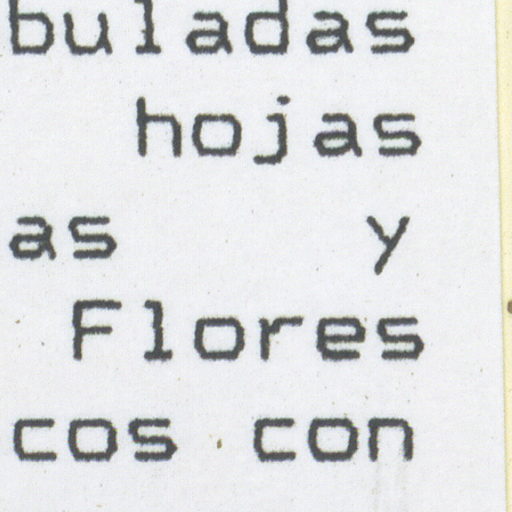 buladas
hojas
as y
Flores
cos con